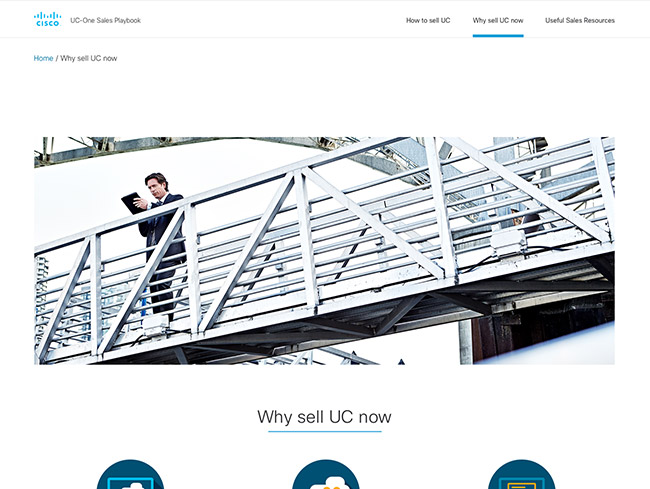 CISCO
UC-One Sales Playbook
How to sell UC
Why sell UC now
Useful Sales Resources
Home / Why sell UC now
Why sell UC now